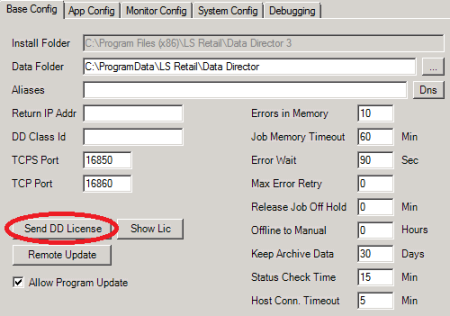 Base Config App Config Monitor Config System Config Debugging
Install Folder C:\Program Files (x86)\LS Retail\Data Director 3
Data Folder C:\ProgramData\LS Retail\Data Director ...
Aliases Dns
Return IP Addr Errors in Memory 10
DD Class Id Job Memory Timeout 60 Min
TCPS Port 16850 Error Wait 90 Sec
TCP Port 16860 Max Error Retry 0
Release Job Off Hold 0 Min
Send DD License Show Lic Offline to Manual 0 Hours
Remote Update Keep Archive Data 30 Days
Allow Program Update Status Check Time 15 Min
Host Conn. Timeout 5 Min